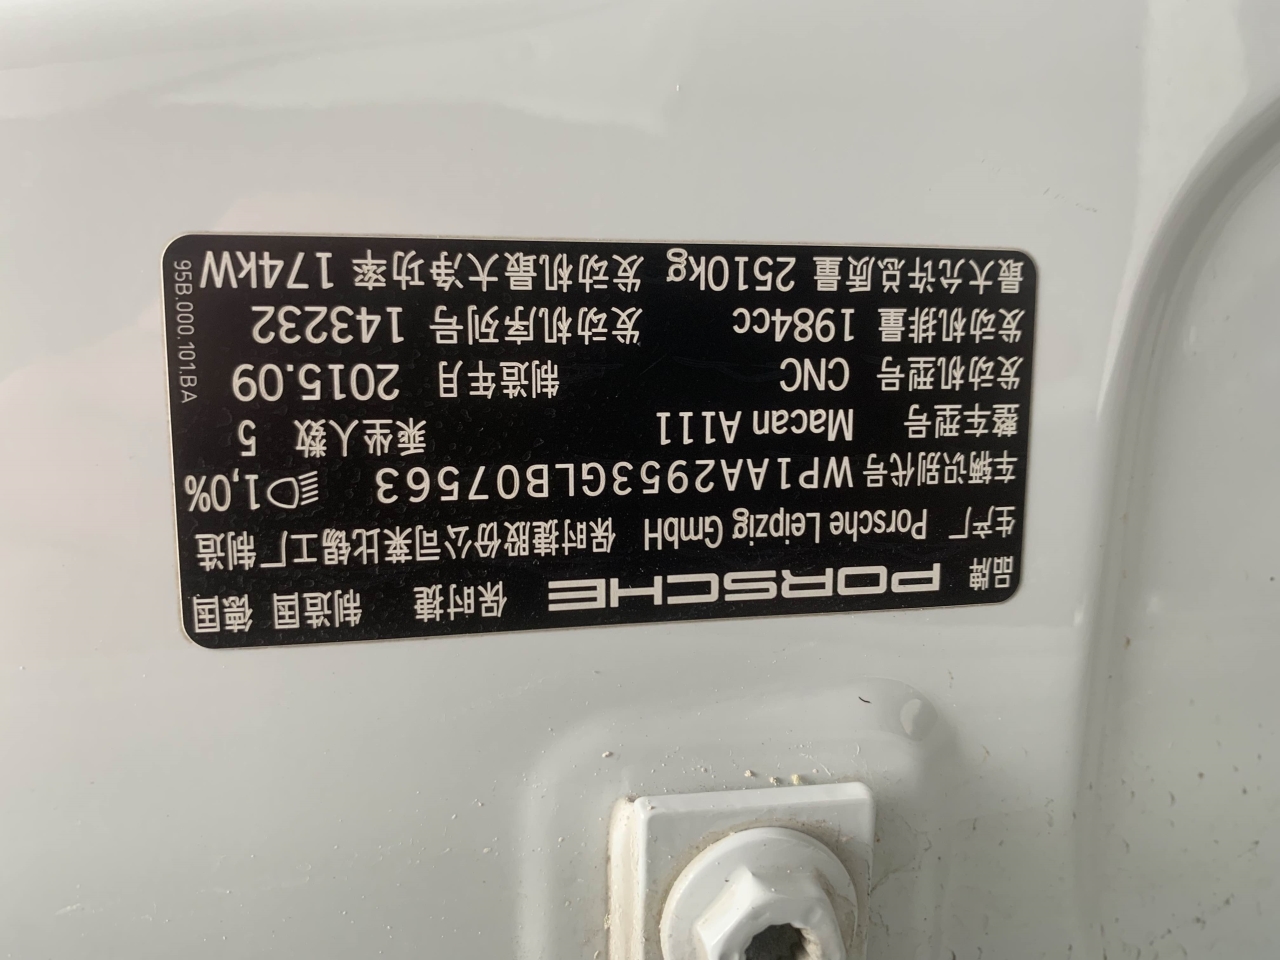 品牌 PORSCHE 保时捷 制造国 德国
生产厂 Porsche Leipzig GmbH 保时捷股份公司莱比锡工厂制造
车辆识别代号 WP1AA2953GLB07563 1,0%
整车型号 Macan A111 乘坐人数 5
发动机型号 CNC 制造年月 2015.09
发动机排量 1984cc 发动机序列号 143232
最大允许总质量 2510kg 发动机最大净功率 174kW
95B.000.101.BA